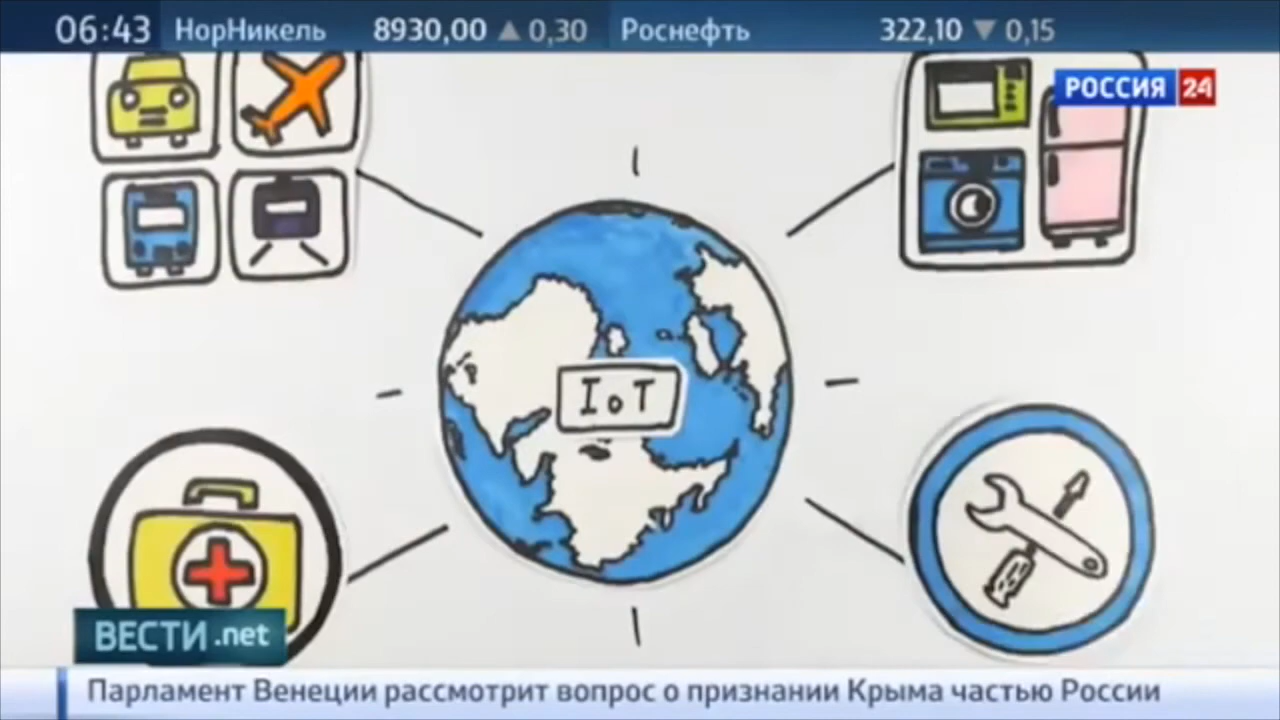 06:43 НорНикель 8930,00 ▲ 0,30 Роснефть 322,10 ▼ 0,15
РОССИЯ 24
IoT
ВЕСТИ.net
Парламент Венеции рассмотрит вопрос о признании Крыма частью России